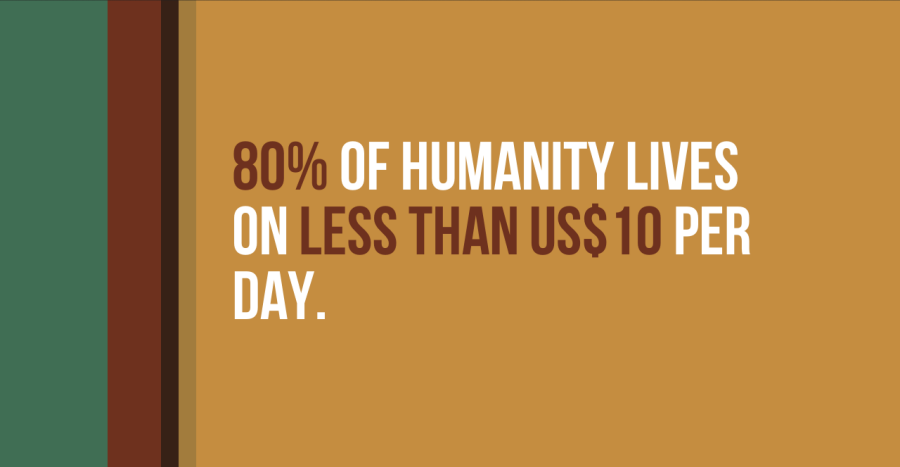 80% OF HUMANITY LIVES
ON LESS THAN US$10 PER
DAY.